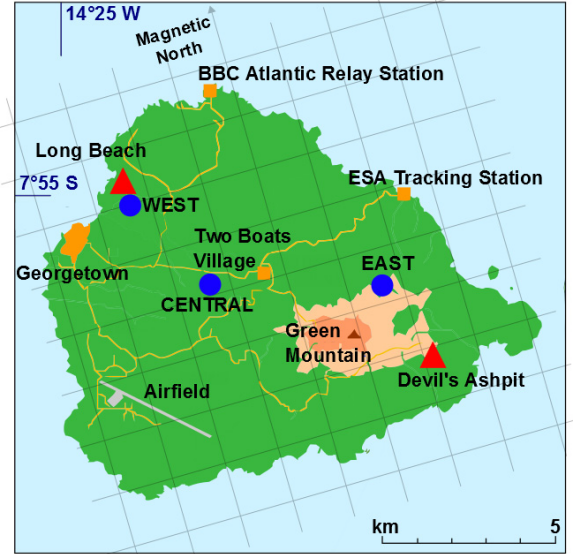 14°25 W
Magnetic
North
BBC Atlantic Relay Station
Long Beach
7°55 S
ESA Tracking Station
WEST
Two Boats
Village
EAST
Georgetown
CENTRAL
Green
Mountain
Devil's Ashpit
Airfield
km
5